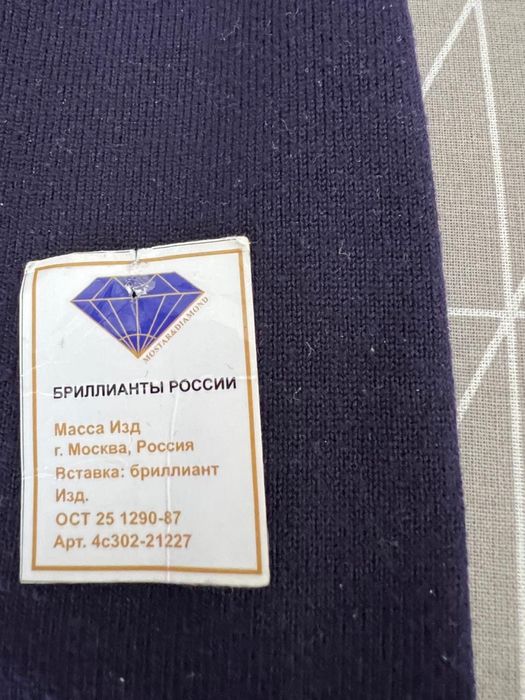 MOSTAR&DIAMOND
БРИЛЛИАНТЫ РОССИИ
Масса Изд
г. Москва, Россия
Вставка: бриллиант
Изд.
ОСТ 25 1290-87
Арт. 4с302-21227